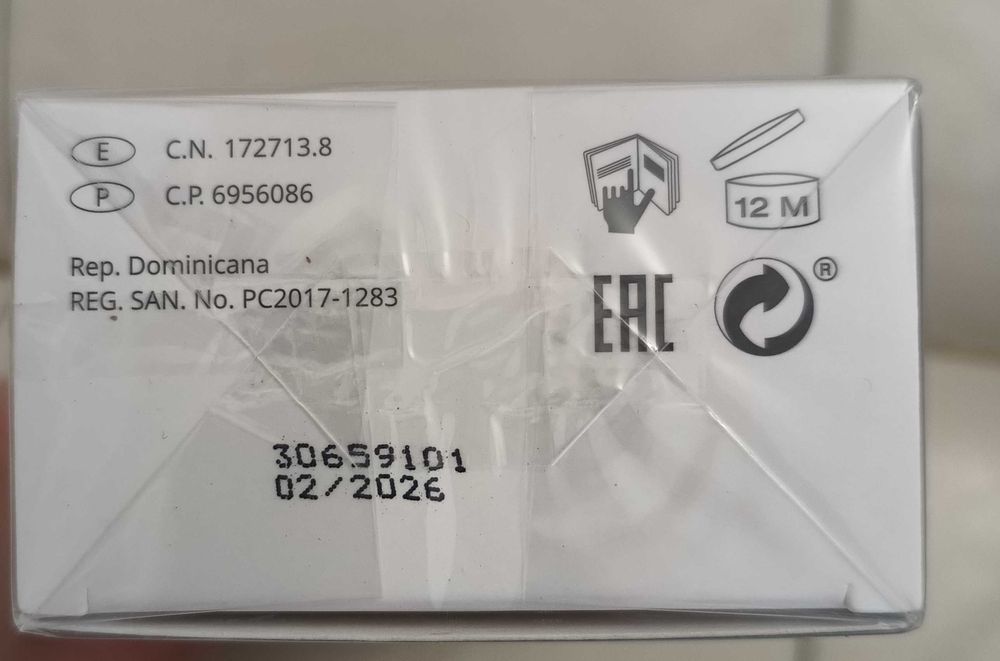 E C.N. 172713.8
P C.P. 6956086
Rep. Dominicana
REG. SAN. No. PC2017-1283
12 M
EAC
®
30659101
02/2026